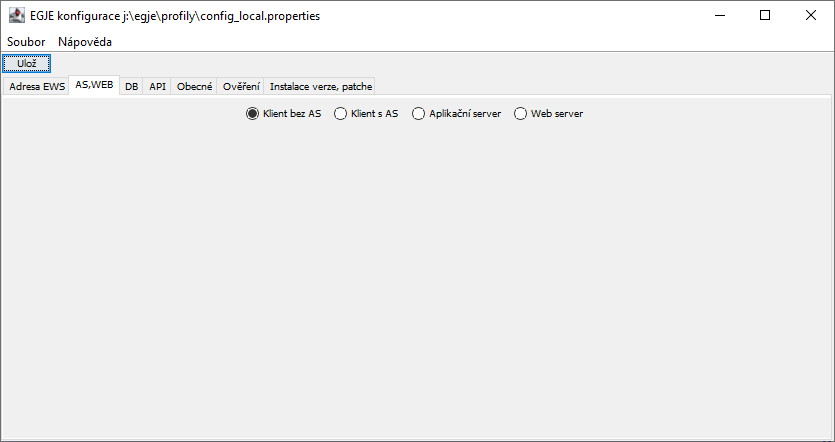 EGJE konfigurace j:\egje\profily\config_local.properties
Soubor Nápověda
Ulož
Adresa EWS AS,WEB DB API Obecné Ověření Instalace verze, patche
Klient bez AS Klient s AS Aplikační server Web server